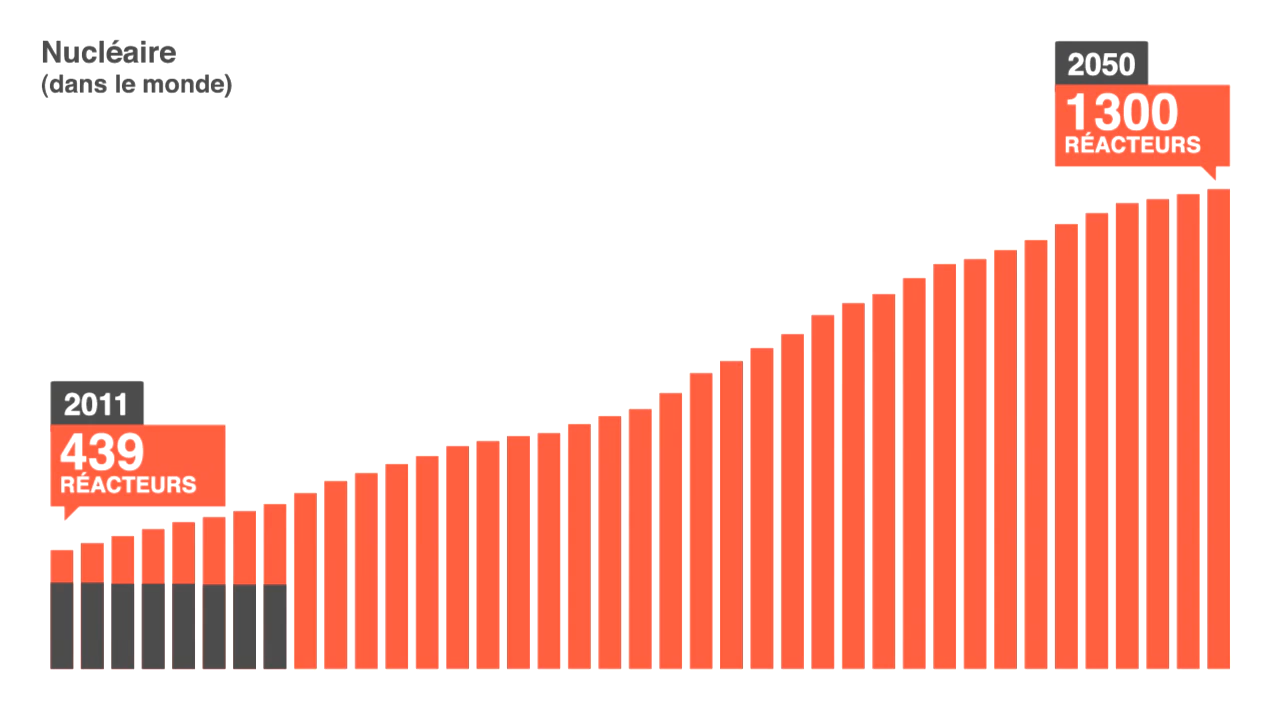 Nucléaire
(dans le monde)
2050
1300
RÉACTEURS
2011
439
RÉACTEURS